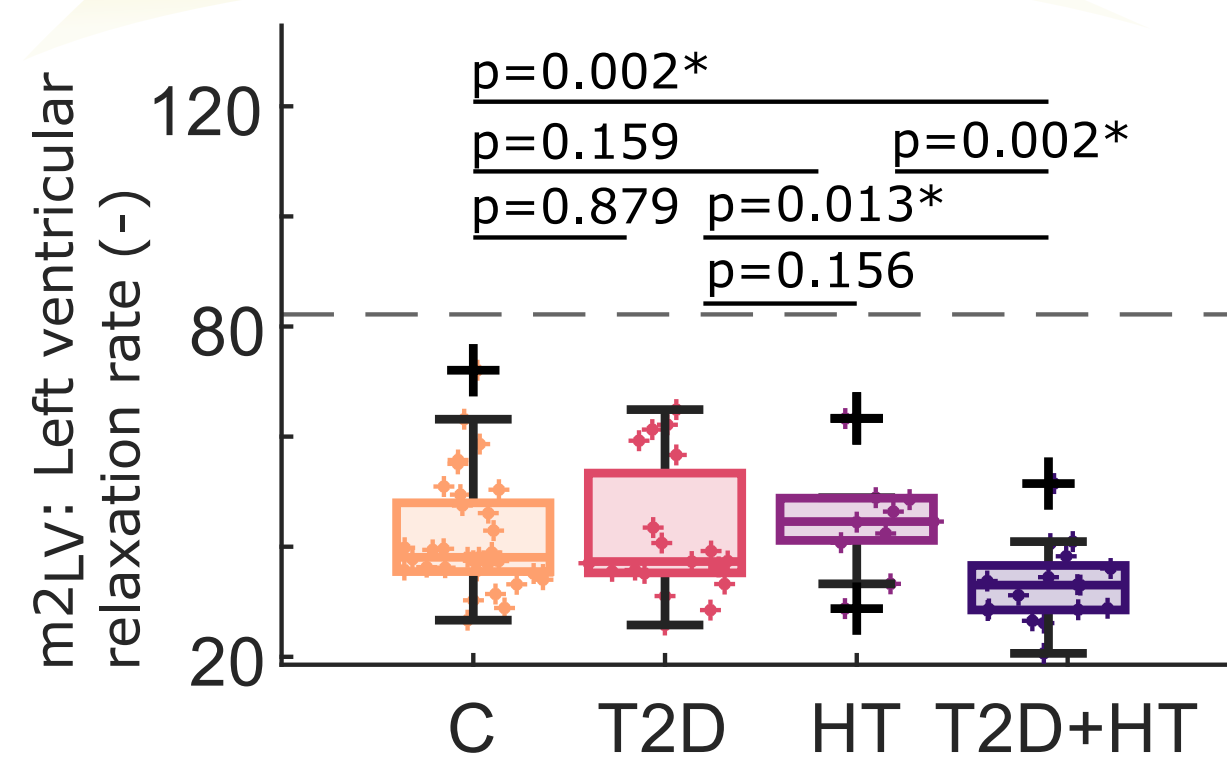 m2LV: Left ventricular
relaxation rate (-)
120
80
20
p=0.002*
p=0.159
p=0.002*
p=0.879
p=0.013*
p=0.156
C
T2D
HT
T2D+HT